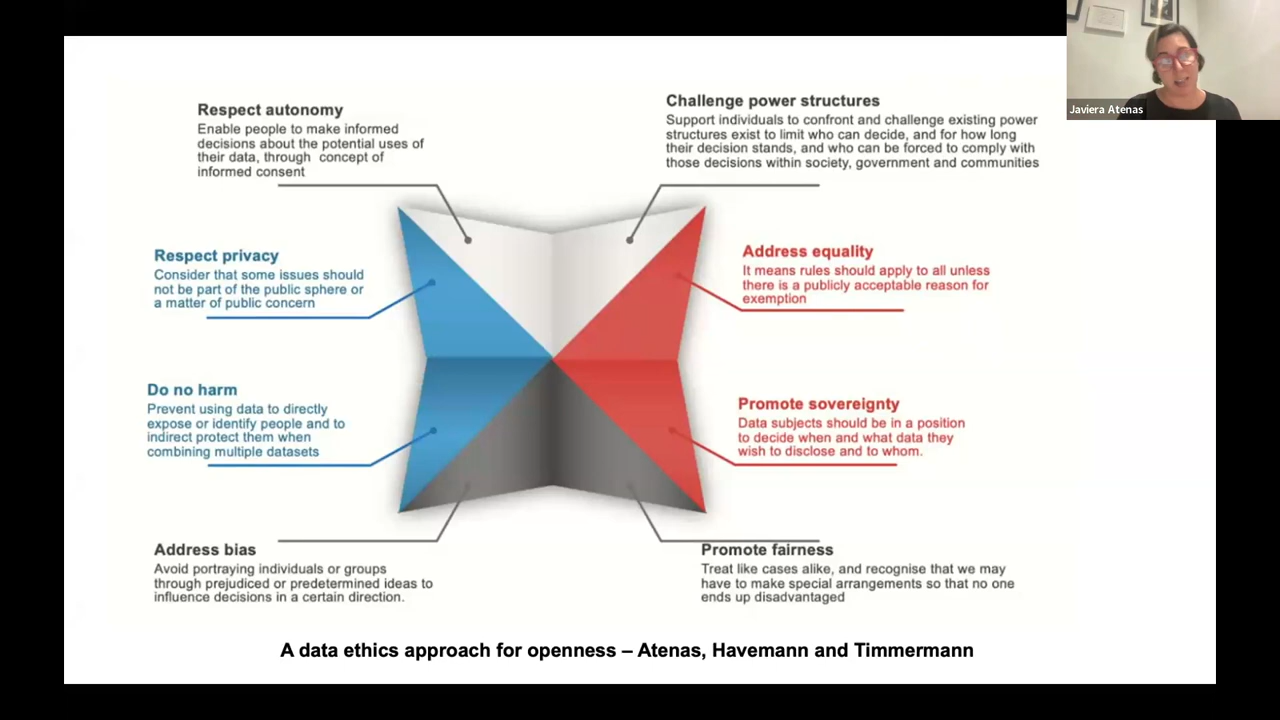 Respect autonomy
Enable people to make informed
decisions about the potential uses of
their data, through concept of
informed consent
Challenge power structures
Support individuals to confront and challenge existing power
structures exist to limit who can decide, and for how long
their decision stands, and who can be forced to comply with
those decisions within society, government and communities
Javiera Atenas
Respect privacy
Consider that some issues should
not be part of the public sphere or
a matter of public concern
Address equality
It means rules should apply to all unless
there is a publicly acceptable reason for
exemption
Do no harm
Prevent using data to directly
expose or identify people and to
indirect protect them when
combining multiple datasets
Promote sovereignty
Data subjects should be in a position
to decide when and what data they
wish to disclose and to whom.
Address bias
Avoid portraying individuals or groups
through prejudiced or predetermined ideas to
influence decisions in a certain direction.
Promote fairness
Treat like cases alike, and recognise that we may
have to make special arrangements so that no one
ends up disadvantaged
A data ethics approach for openness – Atenas, Havemann and Timmermann